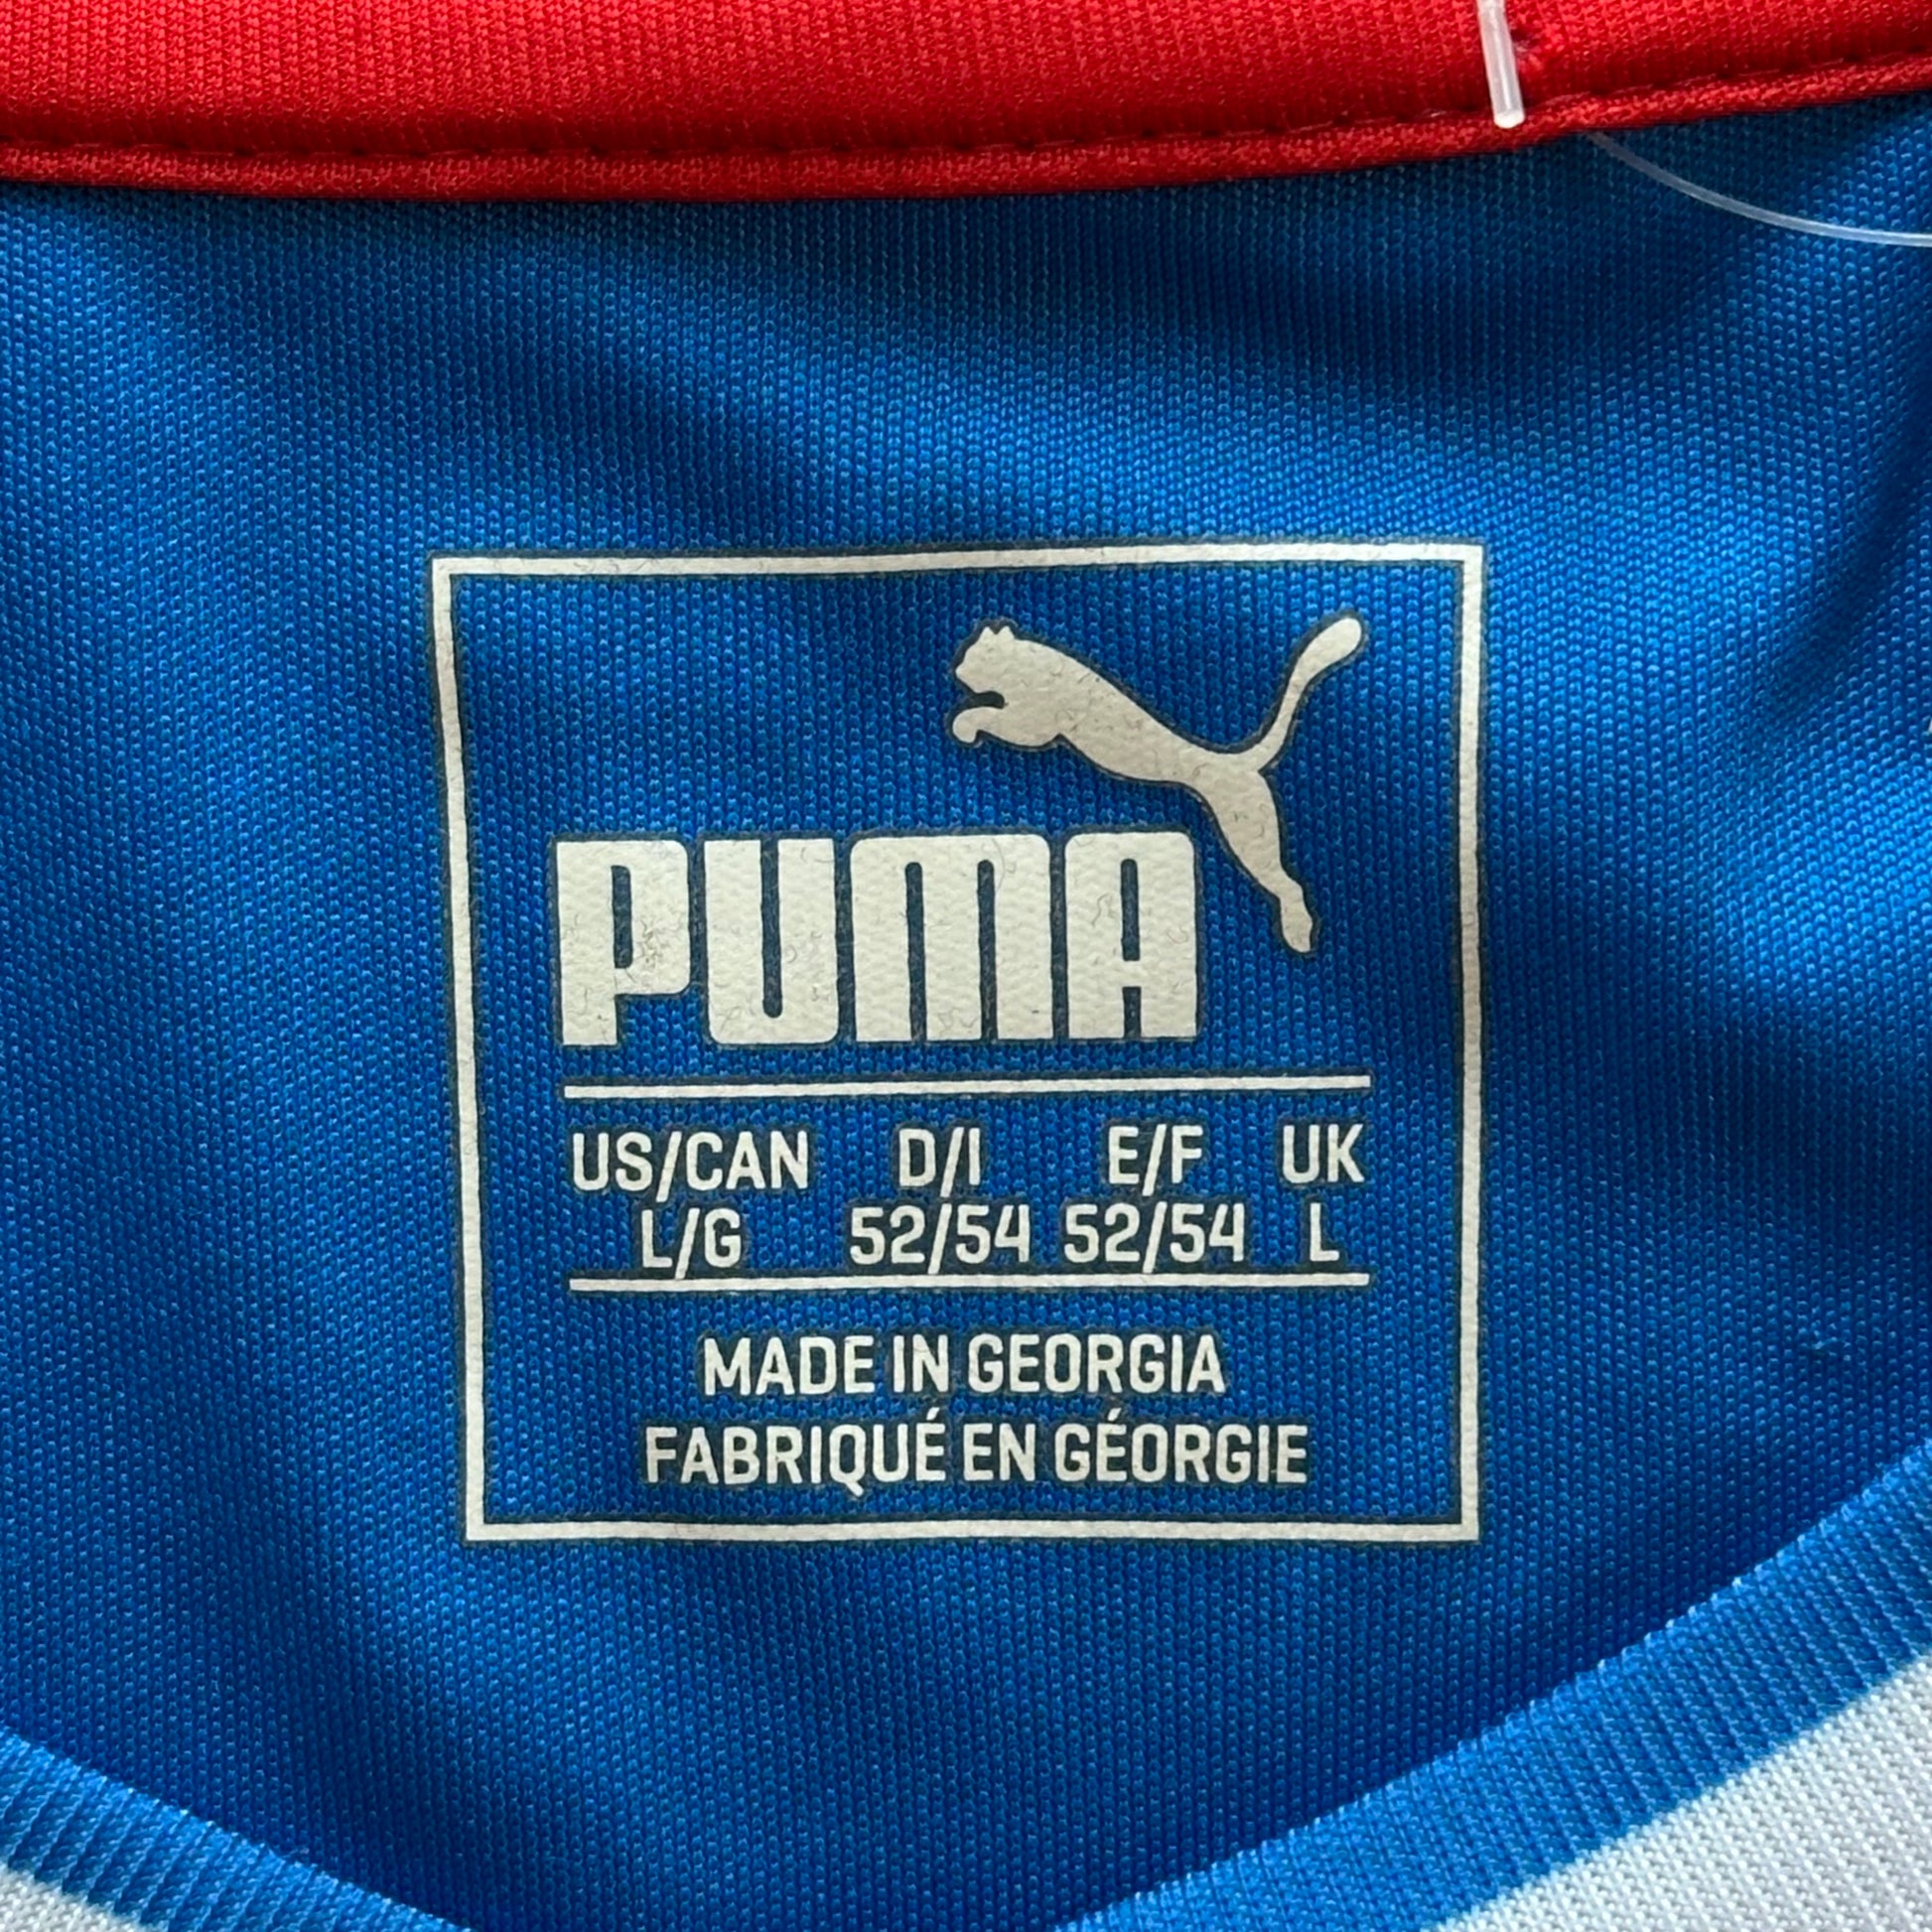 PUMA
US/CAN D/I E/F UK
L/G 52/54 52/54 L
MADE IN GEORGIA
FABRIQUÉ EN GÉORGIE